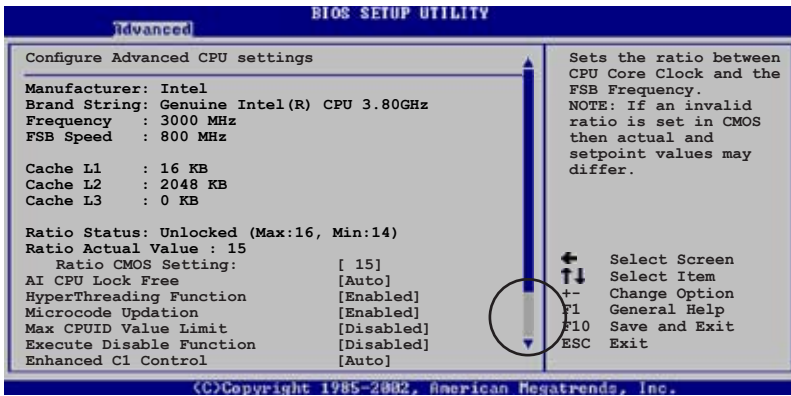 BIOS SETUP UTILITY
Advanced
Configure Advanced CPU settings
Manufacturer: Intel
Brand String: Genuine Intel(R) CPU 3.80GHz
Frequency : 3000 MHz
FSB Speed : 800 MHz
Cache L1 : 16 KB
Cache L2 : 2048 KB
Cache L3 : 0 KB
Ratio Status: Unlocked (Max:16, Min:14)
Ratio Actual Value : 15
Ratio CMOS Setting: [ 15]
AI CPU Lock Free [Auto]
HyperThreading Function [Enabled]
Microcode Updation [Enabled]
Max CPUID Value Limit [Disabled]
Execute Disable Function [Disabled]
Enhanced C1 Control [Auto]
Sets the ratio between
CPU Core Clock and the
FSB Frequency.
NOTE: If an invalid
ratio is set in CMOS
then actual and
setpoint values may
differ.
← Select Screen
↑↓ Select Item
+- Change Option
F1 General Help
F10 Save and Exit
ESC Exit
(C)Copyright 1985-2002, American Megatrends, Inc.